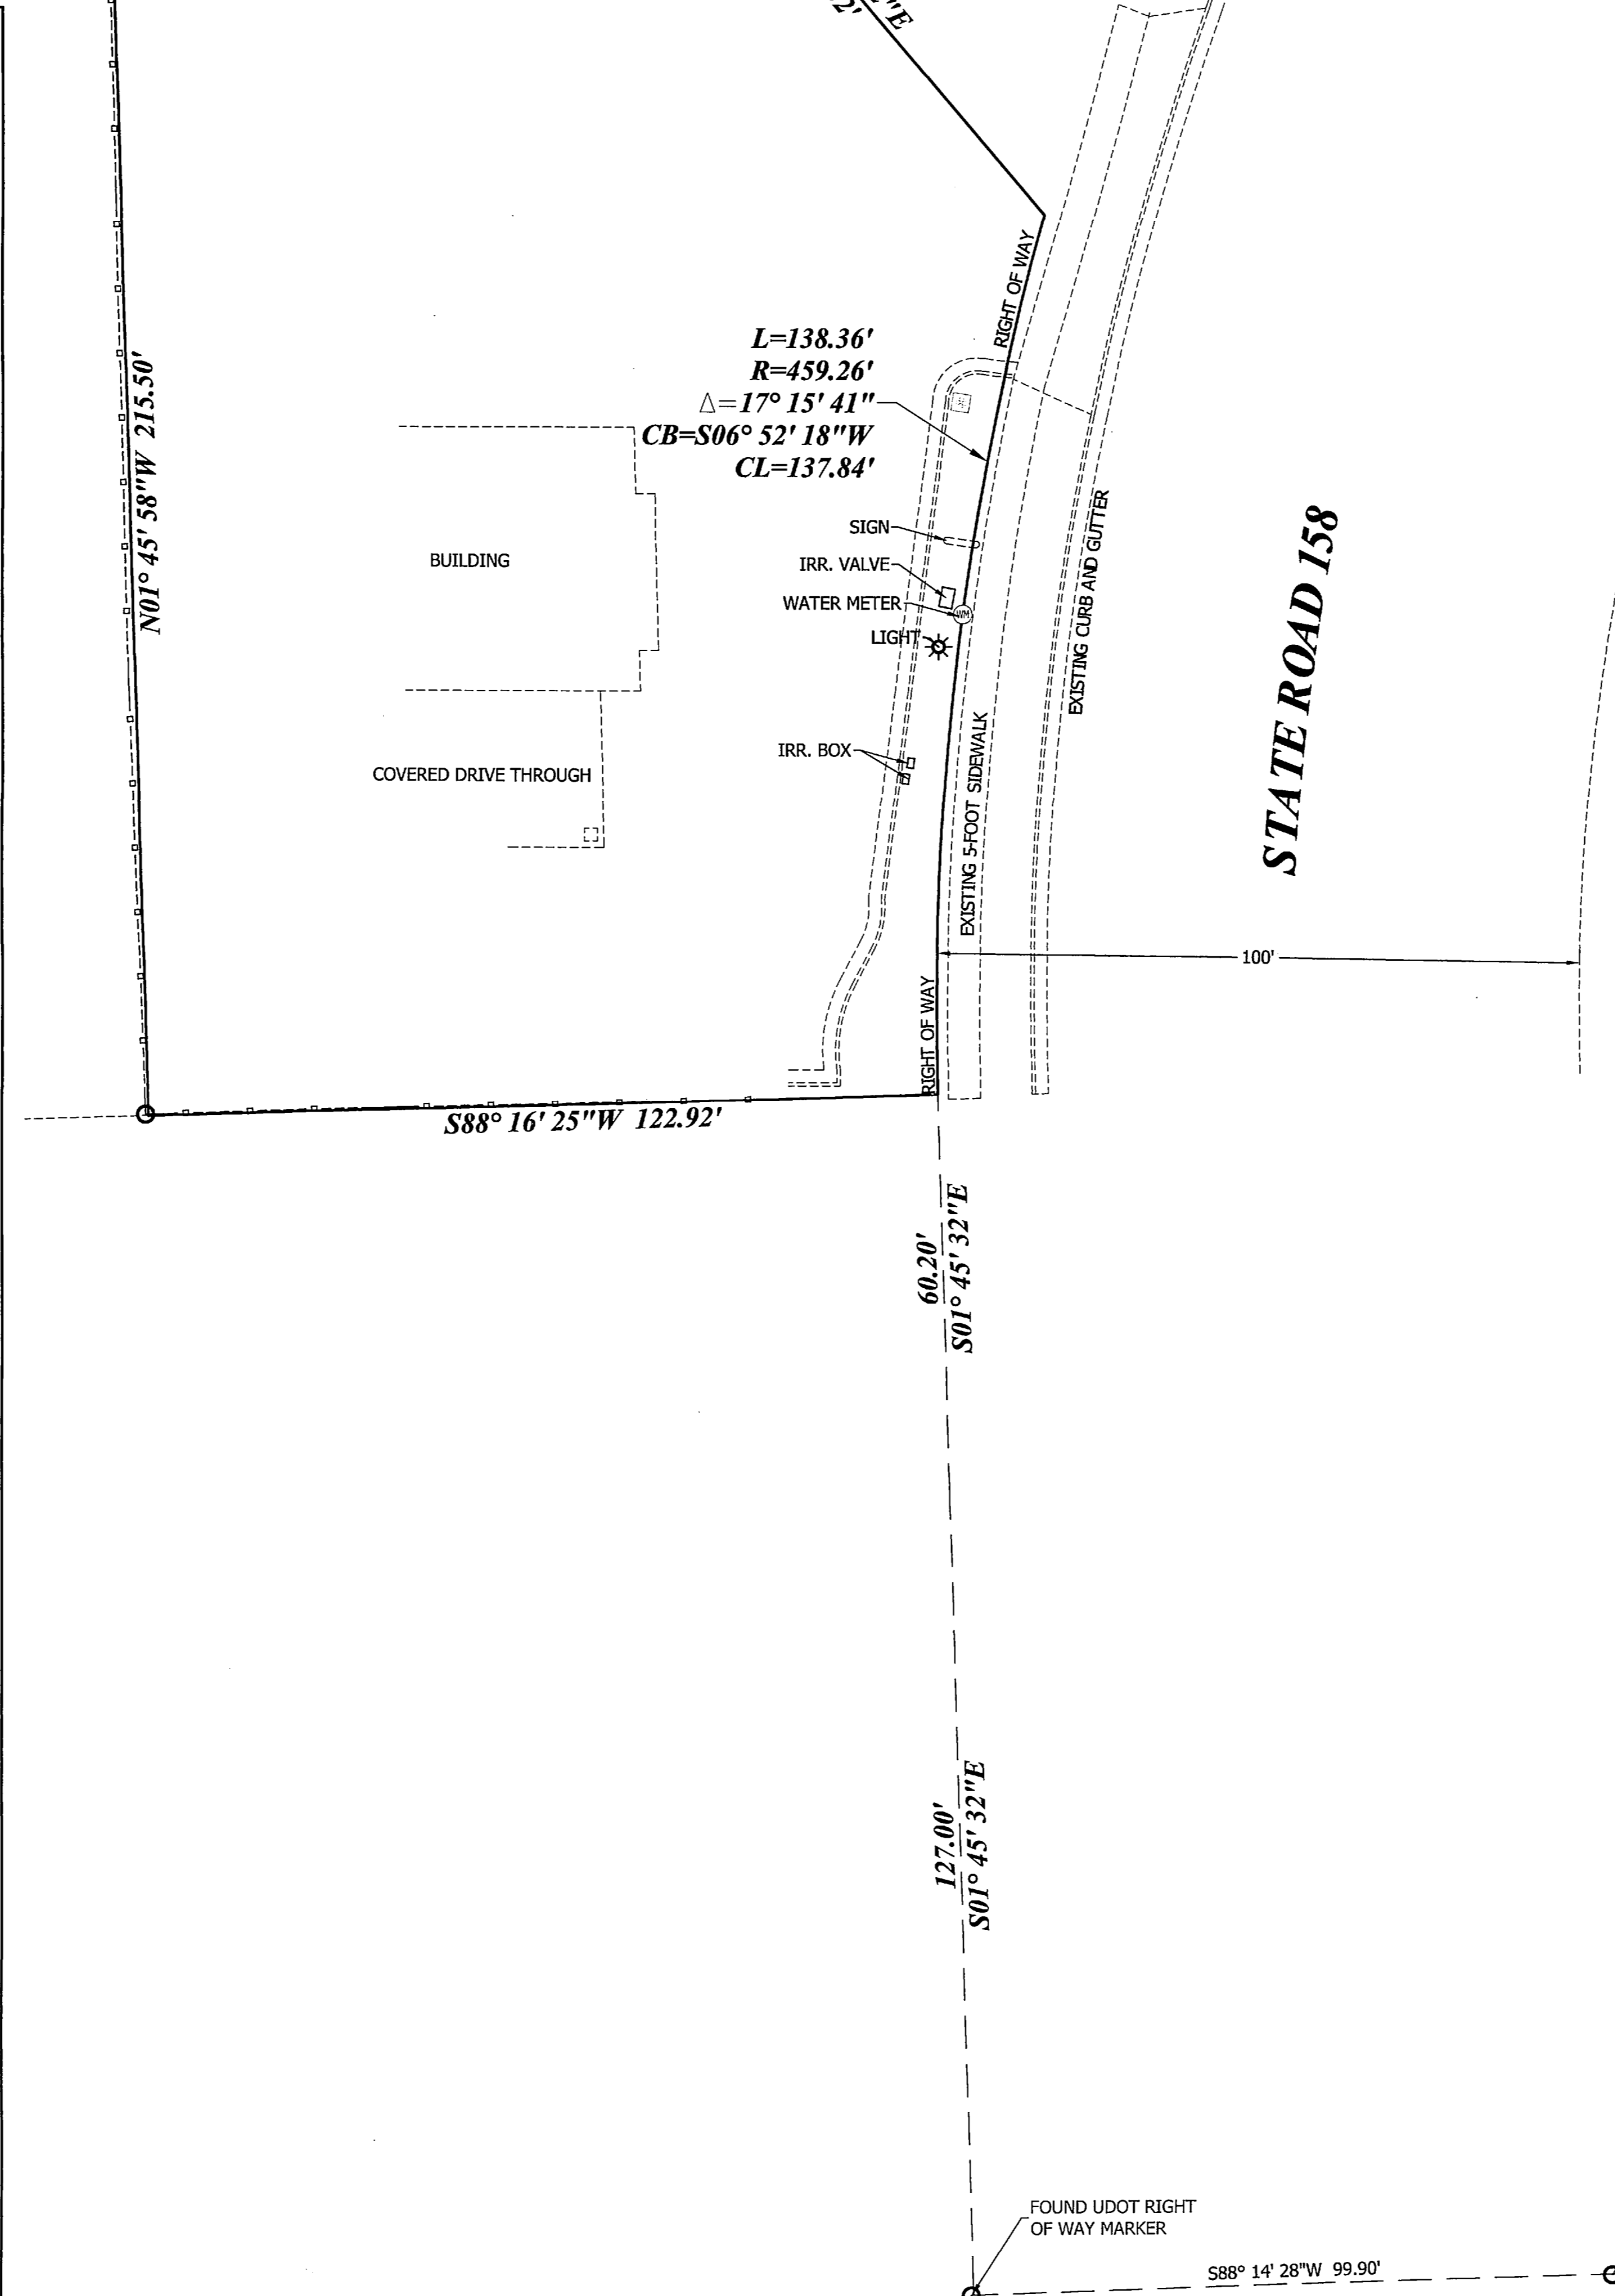 N01° 45' 58"W 215.50'
L=138.36'
R=459.26'
Δ=17° 15' 41"
CB=S06° 52' 18"W
CL=137.84'
RIGHT OF WAY
SIGN
IRR. VALVE
WATER METER
WM
LIGHT
IRR. BOX
BUILDING
COVERED DRIVE THROUGH
EXISTING CURB AND GUTTER
EXISTING 5-FOOT SIDEWALK
STATE ROAD 158
100'
RIGHT OF WAY
S88° 16' 25"W 122.92'
60.20'
S01° 45' 32"E
127.00'
S01° 45' 32"E
FOUND UDOT RIGHT
OF WAY MARKER
S88° 14' 28"W 99.90'